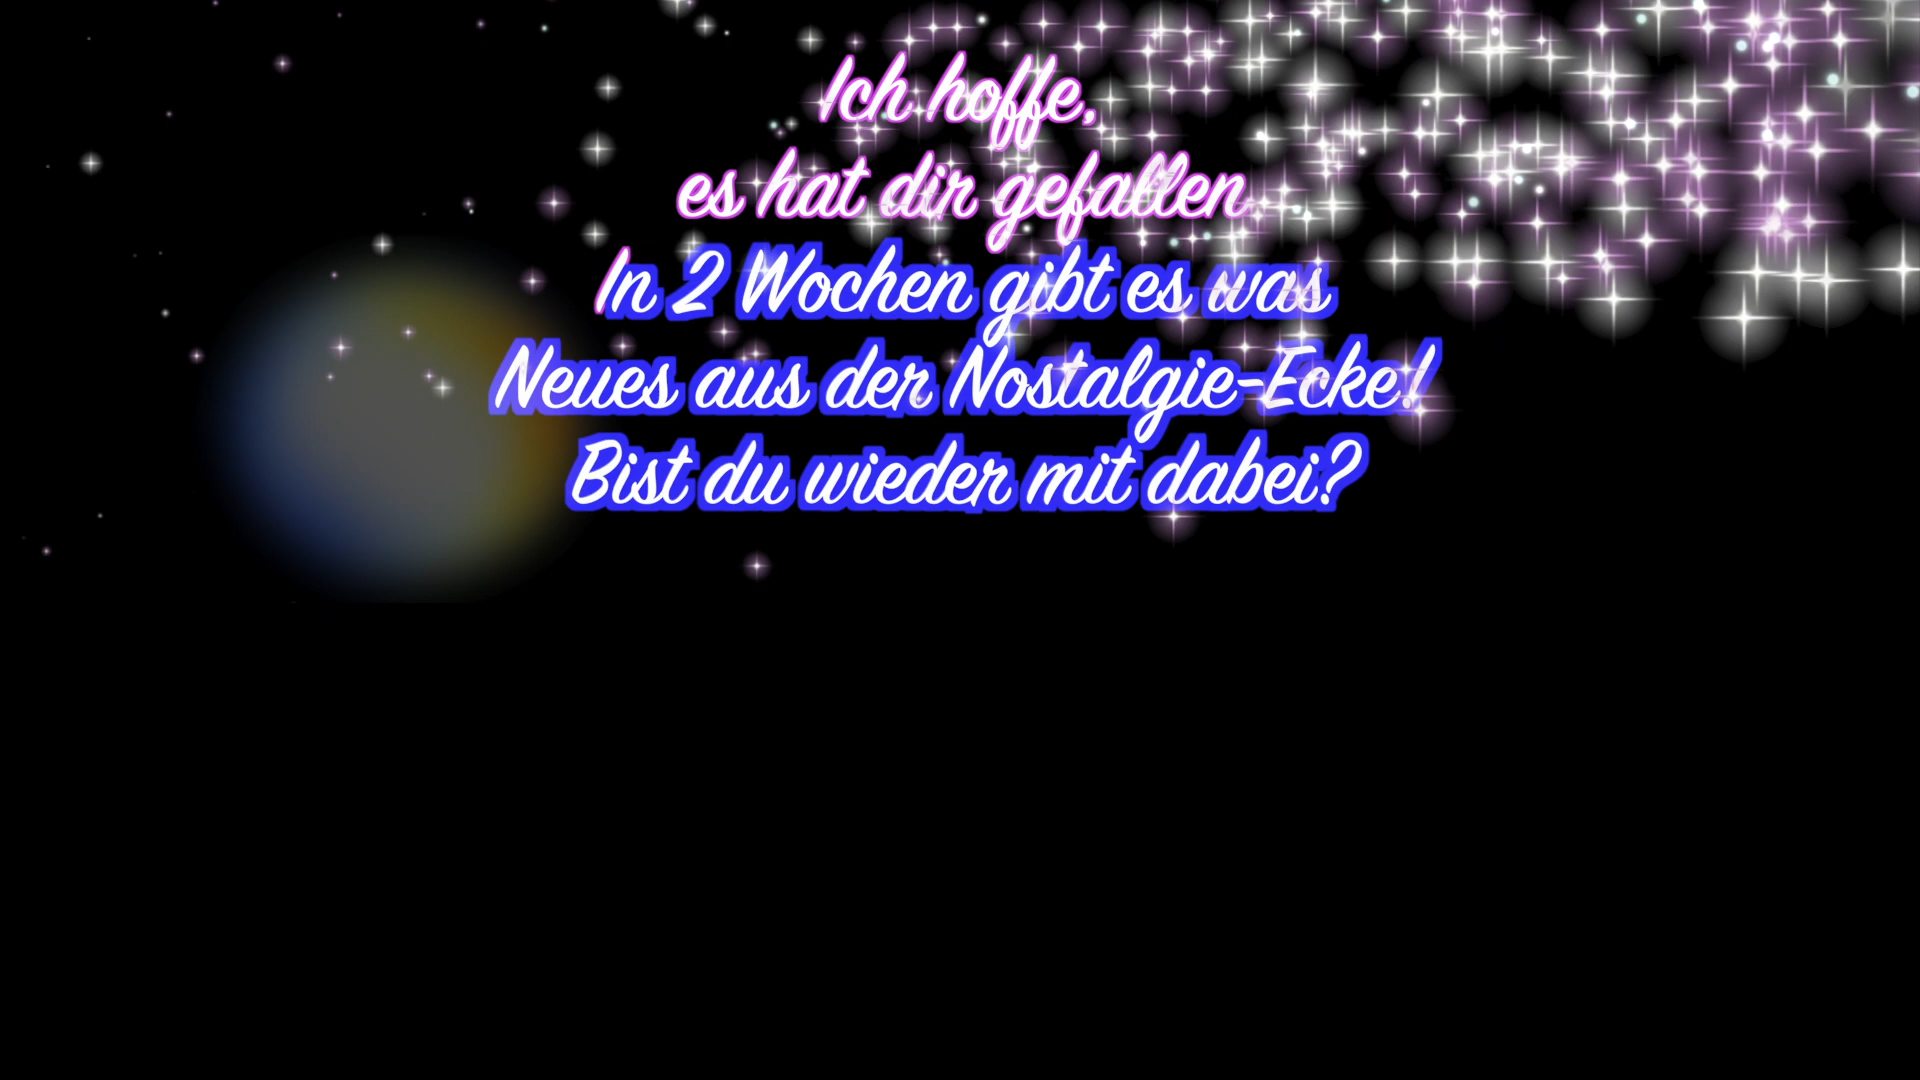 Ich hoffe,
es hat dir gefallen
In 2 Wochen gibt es was
Neues aus der Nostalgie-Ecke!
Bist du wieder mit dabei?